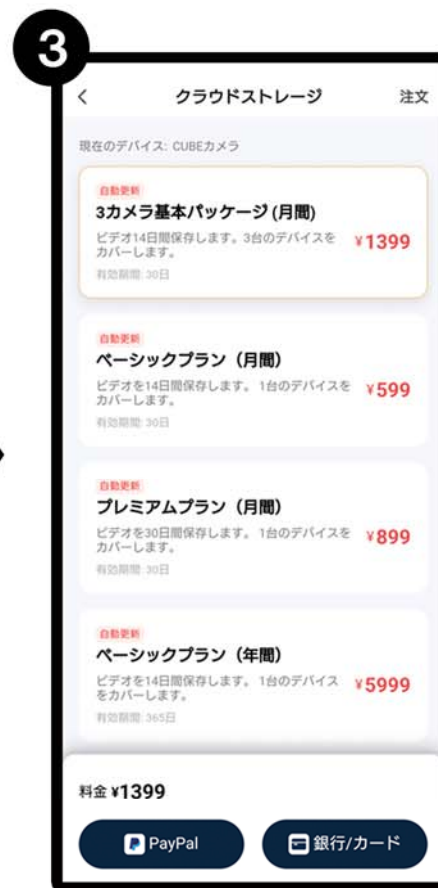 3
クラウドストレージ 注文
現在のデバイス: CUBEカメラ
自動更新
3カメラ基本パッケージ (月間)
ビデオ14日間保存します。3台のデバイスを
カバーします。
¥1399
有効期間: 30日
自動更新
ベーシックプラン（月間）
ビデオを14日間保存します。 1台のデバイスを
カバーします。
¥599
有効期間: 30日
自動更新
プレミアムプラン（月間）
ビデオを30日間保存します。 1台のデバイスを
カバーします。
¥899
有効期間: 30日
自動更新
ベーシックプラン（年間）
ビデオを14日間保存します。 1台のデバイス
をカバーします。
¥5999
有効期間: 365日
料金 ¥1399
PayPal 銀行/カード